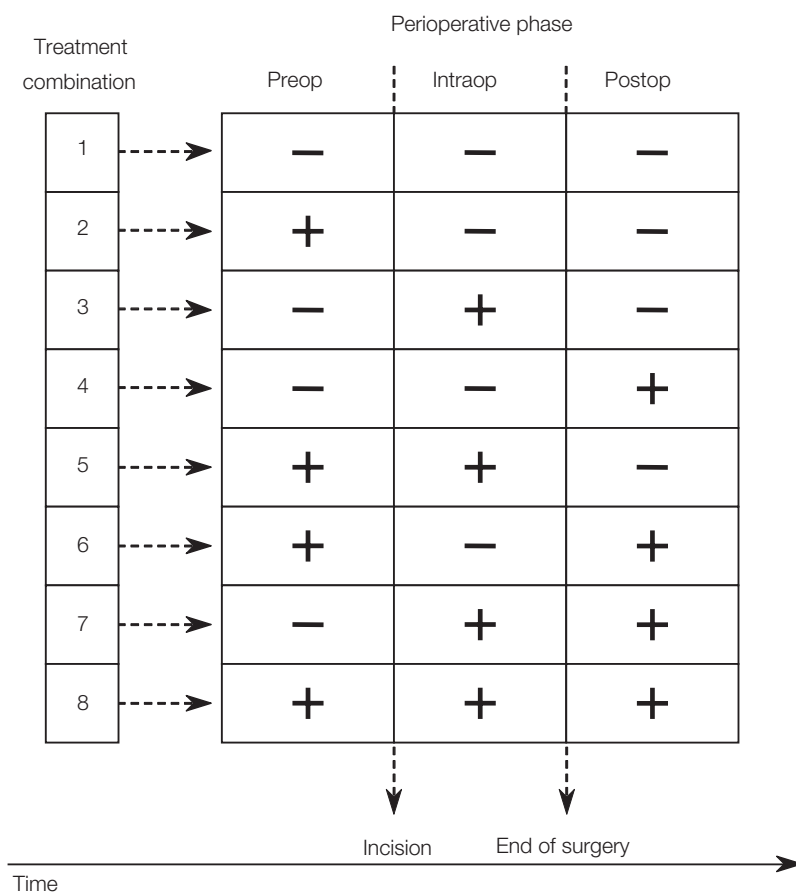 Perioperative phase
Treatment
combination
Preop Intraop Postop
1 — — —
2 + — —
3 — + —
4 — — +
5 + + —
6 + — +
7 — + +
8 + + +
Incision End of surgery
Time